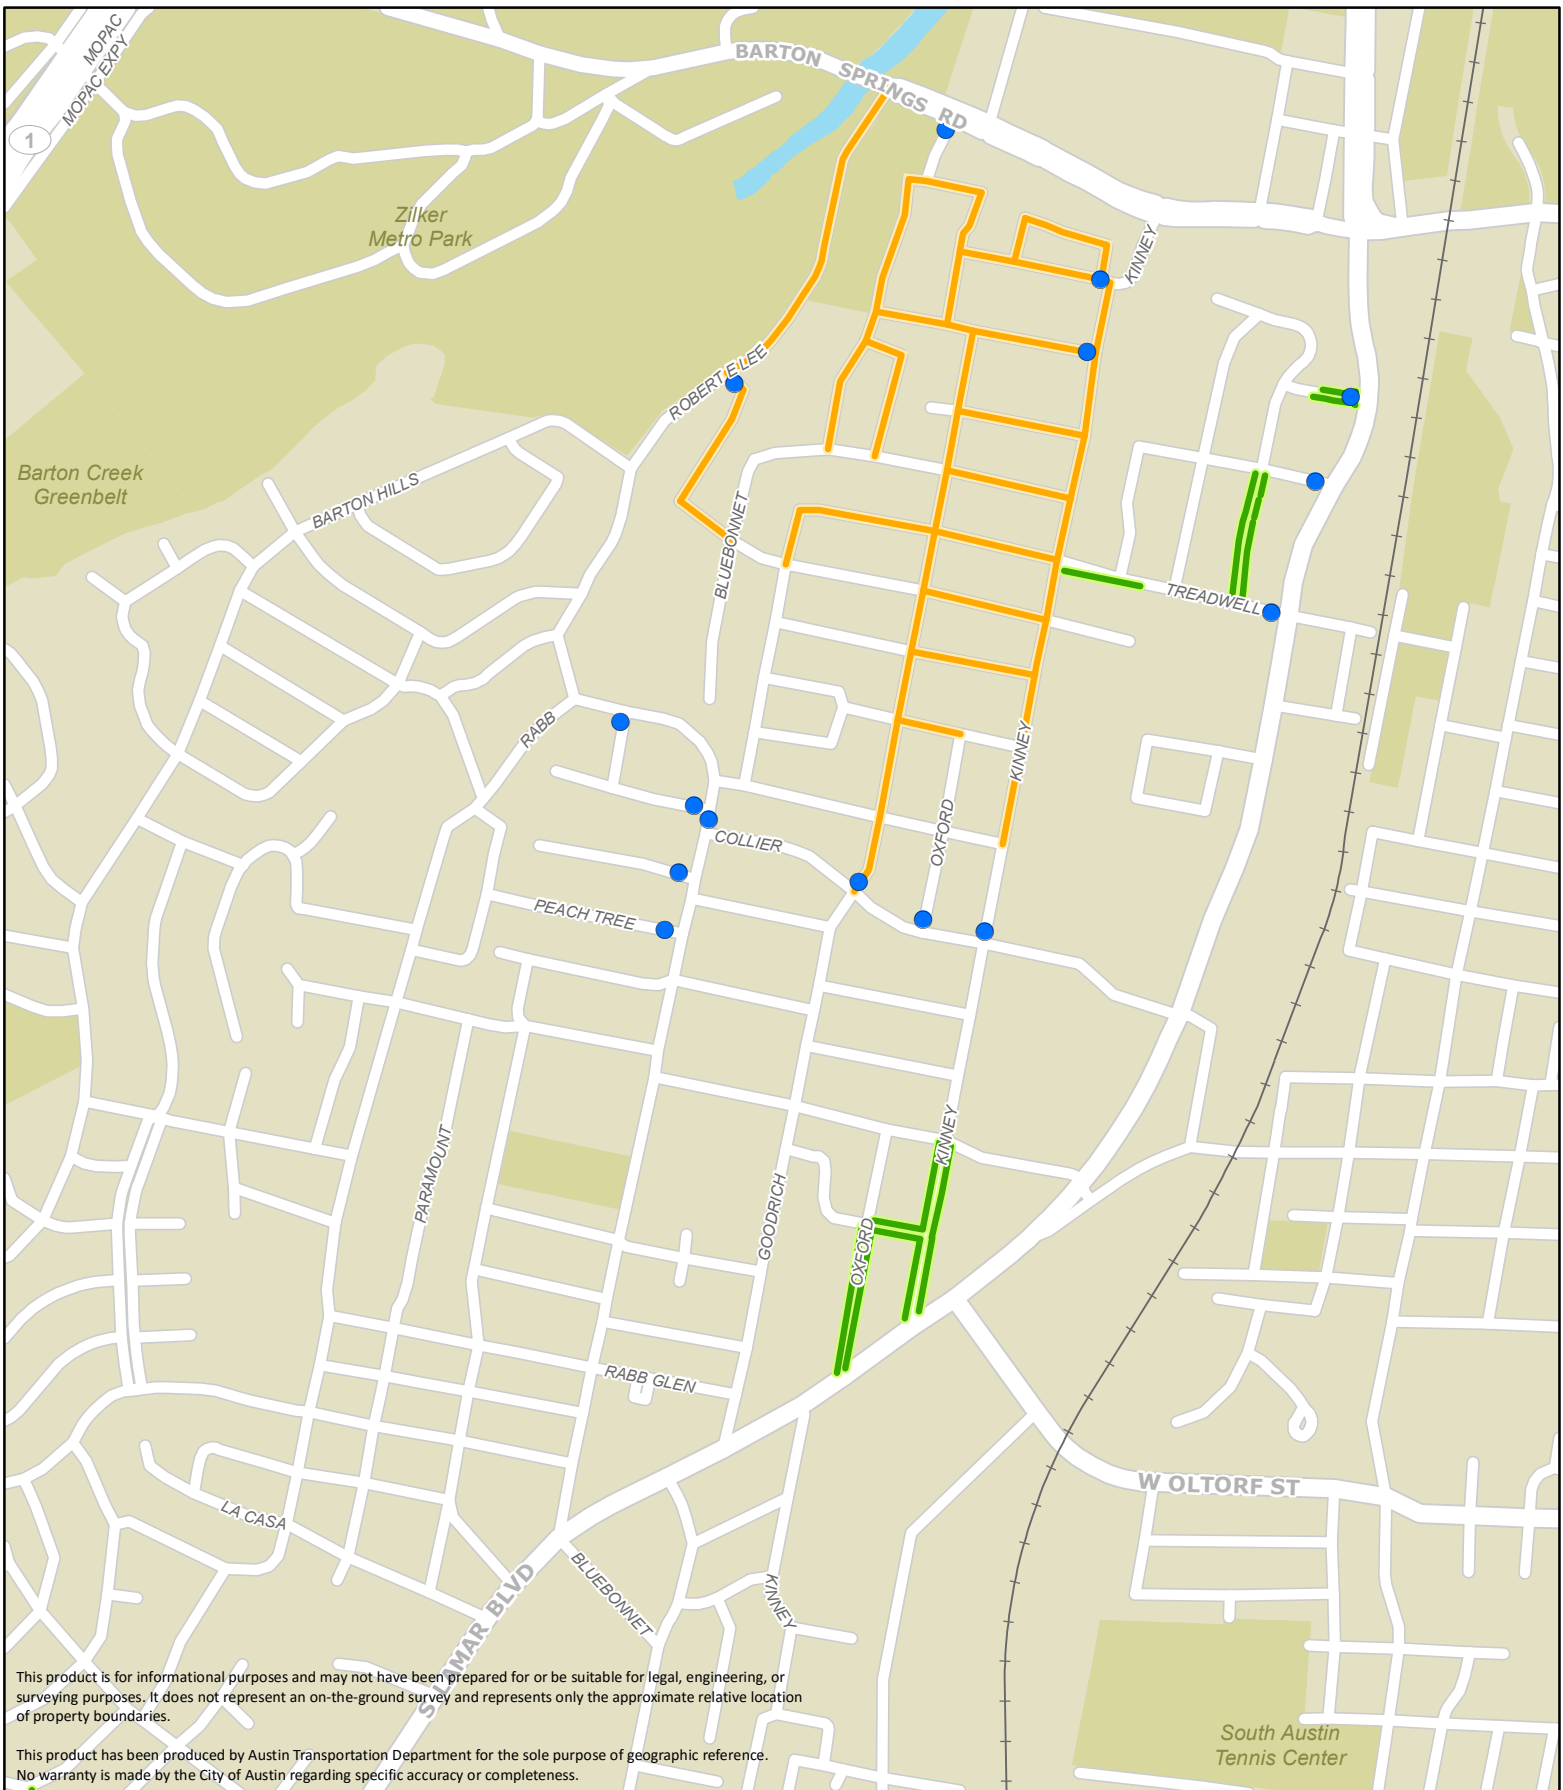 MOPAC
MOPAC EXPY
1
BARTON SPRINGS RD
Zilker
Metro Park
KINNEY
ROBERT E LEE
Barton Creek
Greenbelt
BARTON HILLS
BLUEBONNET
TREADWELL
RABB
KINNEY
OXFORD
COLLIER
PEACH TREE
KINNEY
PARAMOUNT
GOODRICH
OXFORD
RABB GLEN
W OLTORF ST
LA CASA
BLUEBONNET
KINNEY
S LAMAR BLVD
This product is for informational purposes and may not have been prepared for or be suitable for legal, engineering, or
surveying purposes. It does not represent an on-the-ground survey and represents only the approximate relative location
of property boundaries.
South Austin
Tennis Center
This product has been produced by Austin Transportation Department for the sole purpose of geographic reference.
No warranty is made by the City of Austin regarding specific accuracy or completeness.